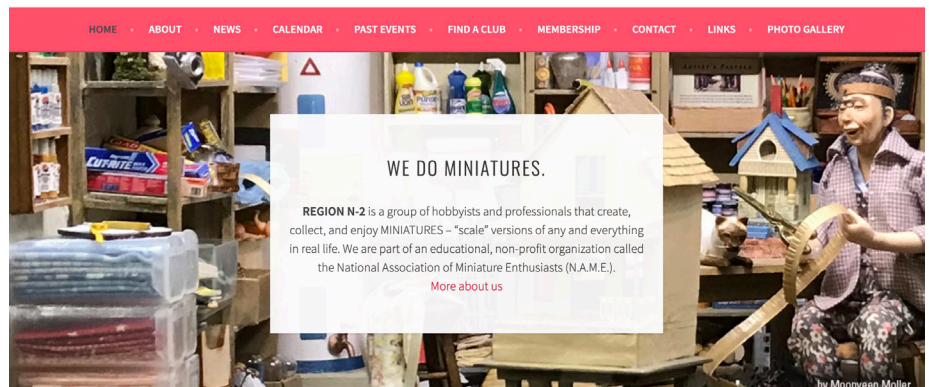 HOME • ABOUT • NEWS • CALENDAR • PAST EVENTS • FIND A CLUB • MEMBERSHIP • CONTACT • LINKS • PHOTO GALLERY
CUT-RITE
WE DO MINIATURES.
REGION N-2 is a group of hobbyists and professionals that create,
collect, and enjoy MINIATURES – “scale” versions of any and everything
in real life. We are part of an educational, non-profit organization called
the National Association of Miniature Enthusiasts (N.A.M.E.).
More about us
by Moonyeen Moller